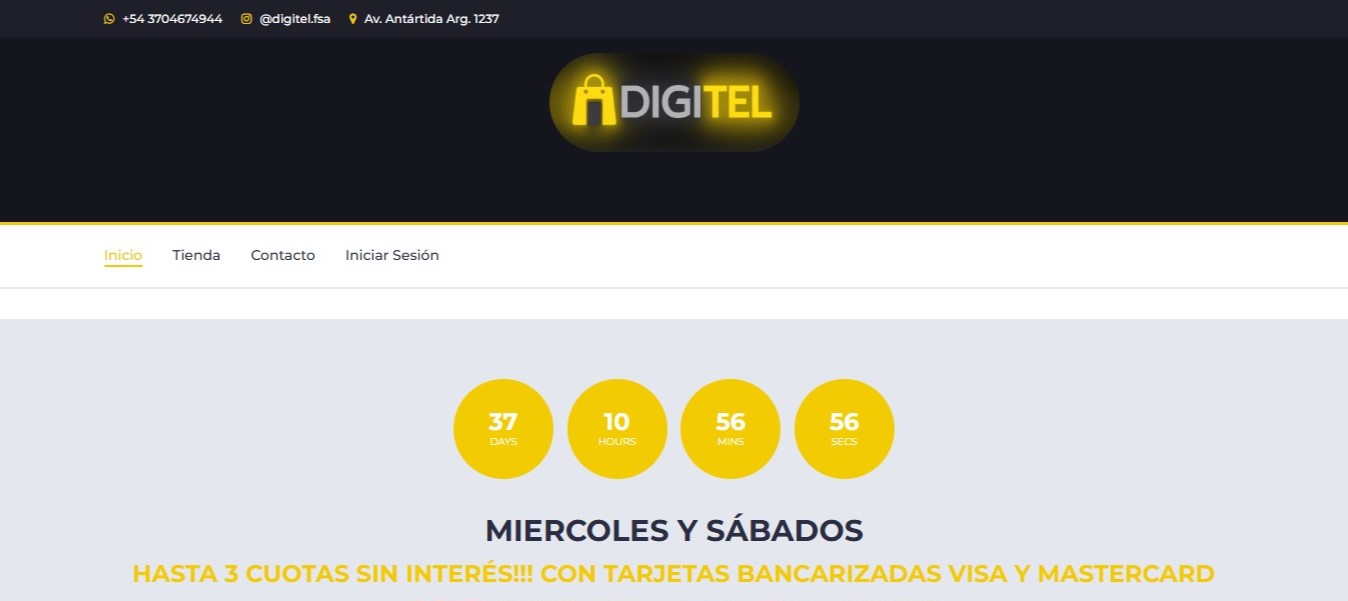 +54 3704674944 @digitel.fsa Av. Antártida Arg. 1237
DIGITEL
Inicio Tienda Contacto Iniciar Sesión
37 10 56 56
DAYS HOURS MINS SECS
MIERCOLES Y SÁBADOS
HASTA 3 CUOTAS SIN INTERÉS!!! CON TARJETAS BANCARIZADAS VISA Y MASTERCARD